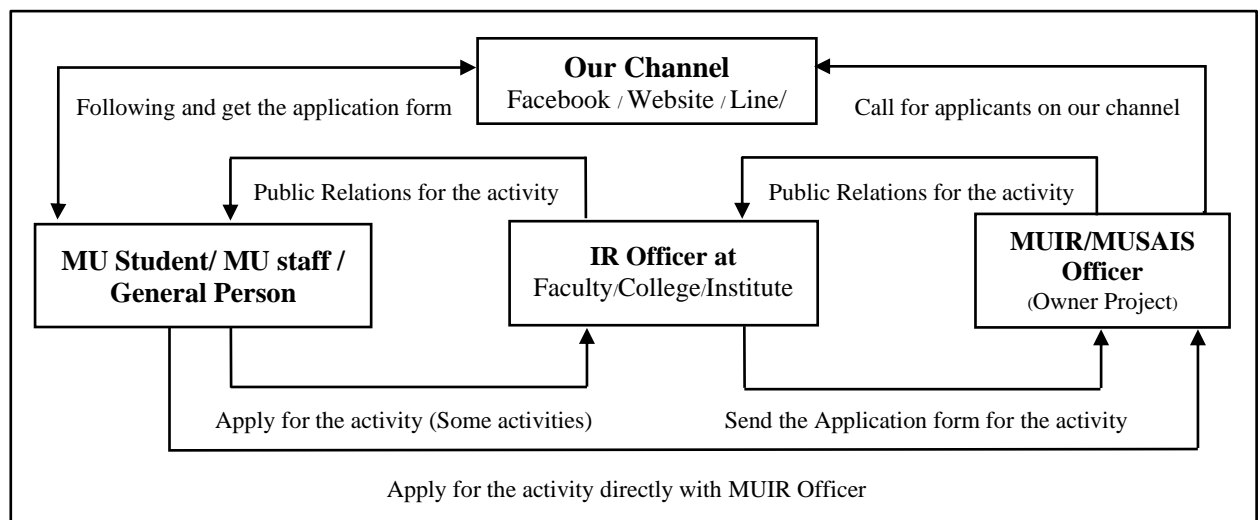 Our Channel
Facebook / Website / Line/
Following and get the application form
Call for applicants on our channel
Public Relations for the activity
Public Relations for the activity
MU Student/ MU staff /
General Person
IR Officer at
Faculty/College/Institute
MUIR/MUSAIS
Officer
(Owner Project)
Apply for the activity (Some activities)
Send the Application form for the activity
Apply for the activity directly with MUIR Officer